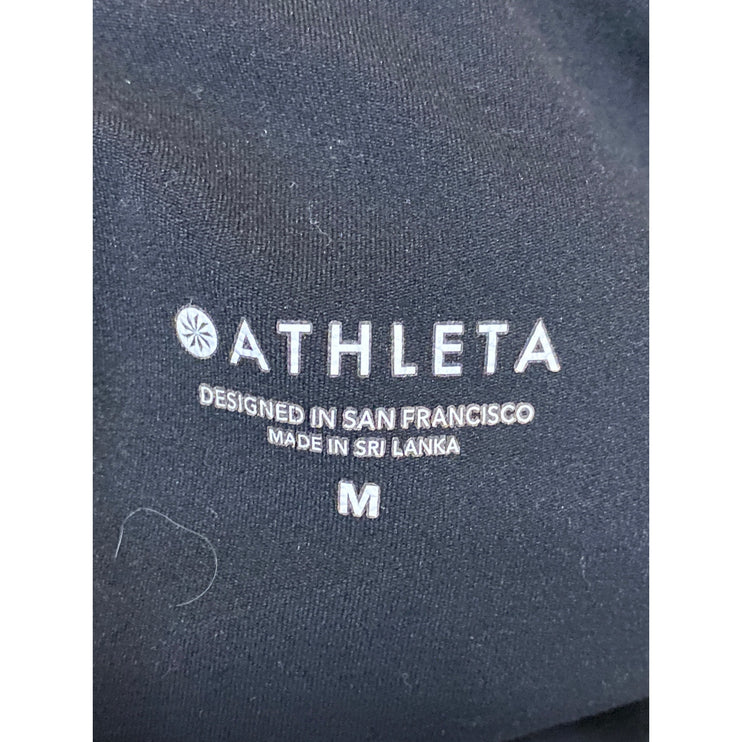 ATHLETA
DESIGNED IN SAN FRANCISCO
MADE IN SRI LANKA
M